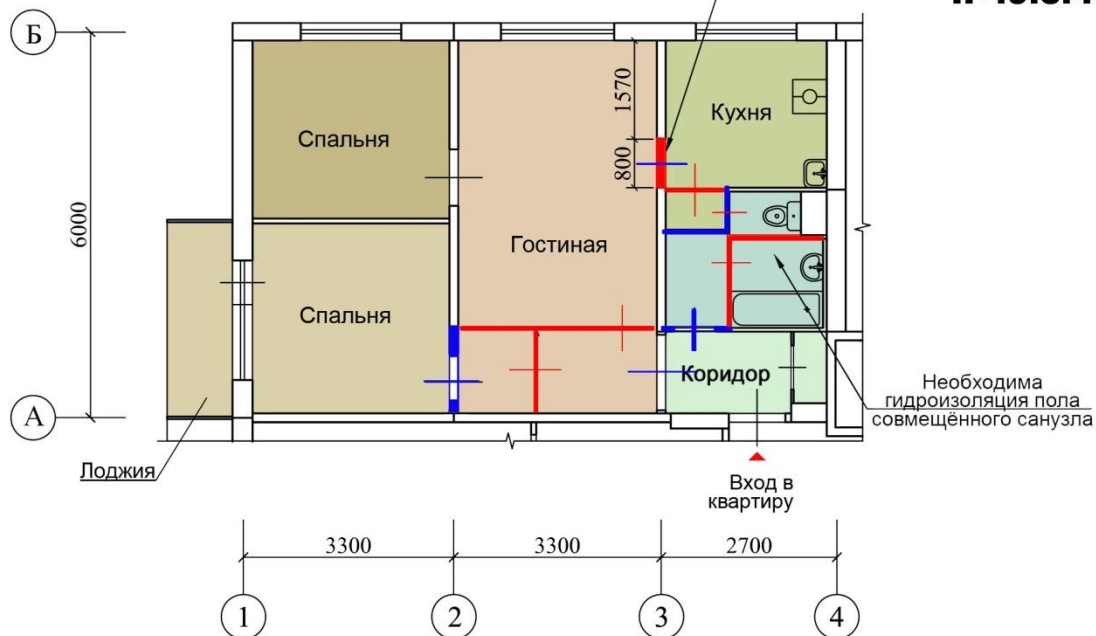 Б
6000
1570
Кухня
Спальня
800
Гостиная
Спальня
Коридор
А
Необходима
гидроизоляция пола
совмещённого санузла
Лоджия
Вход в
квартиру
3300
3300
2700
1
2
3
4